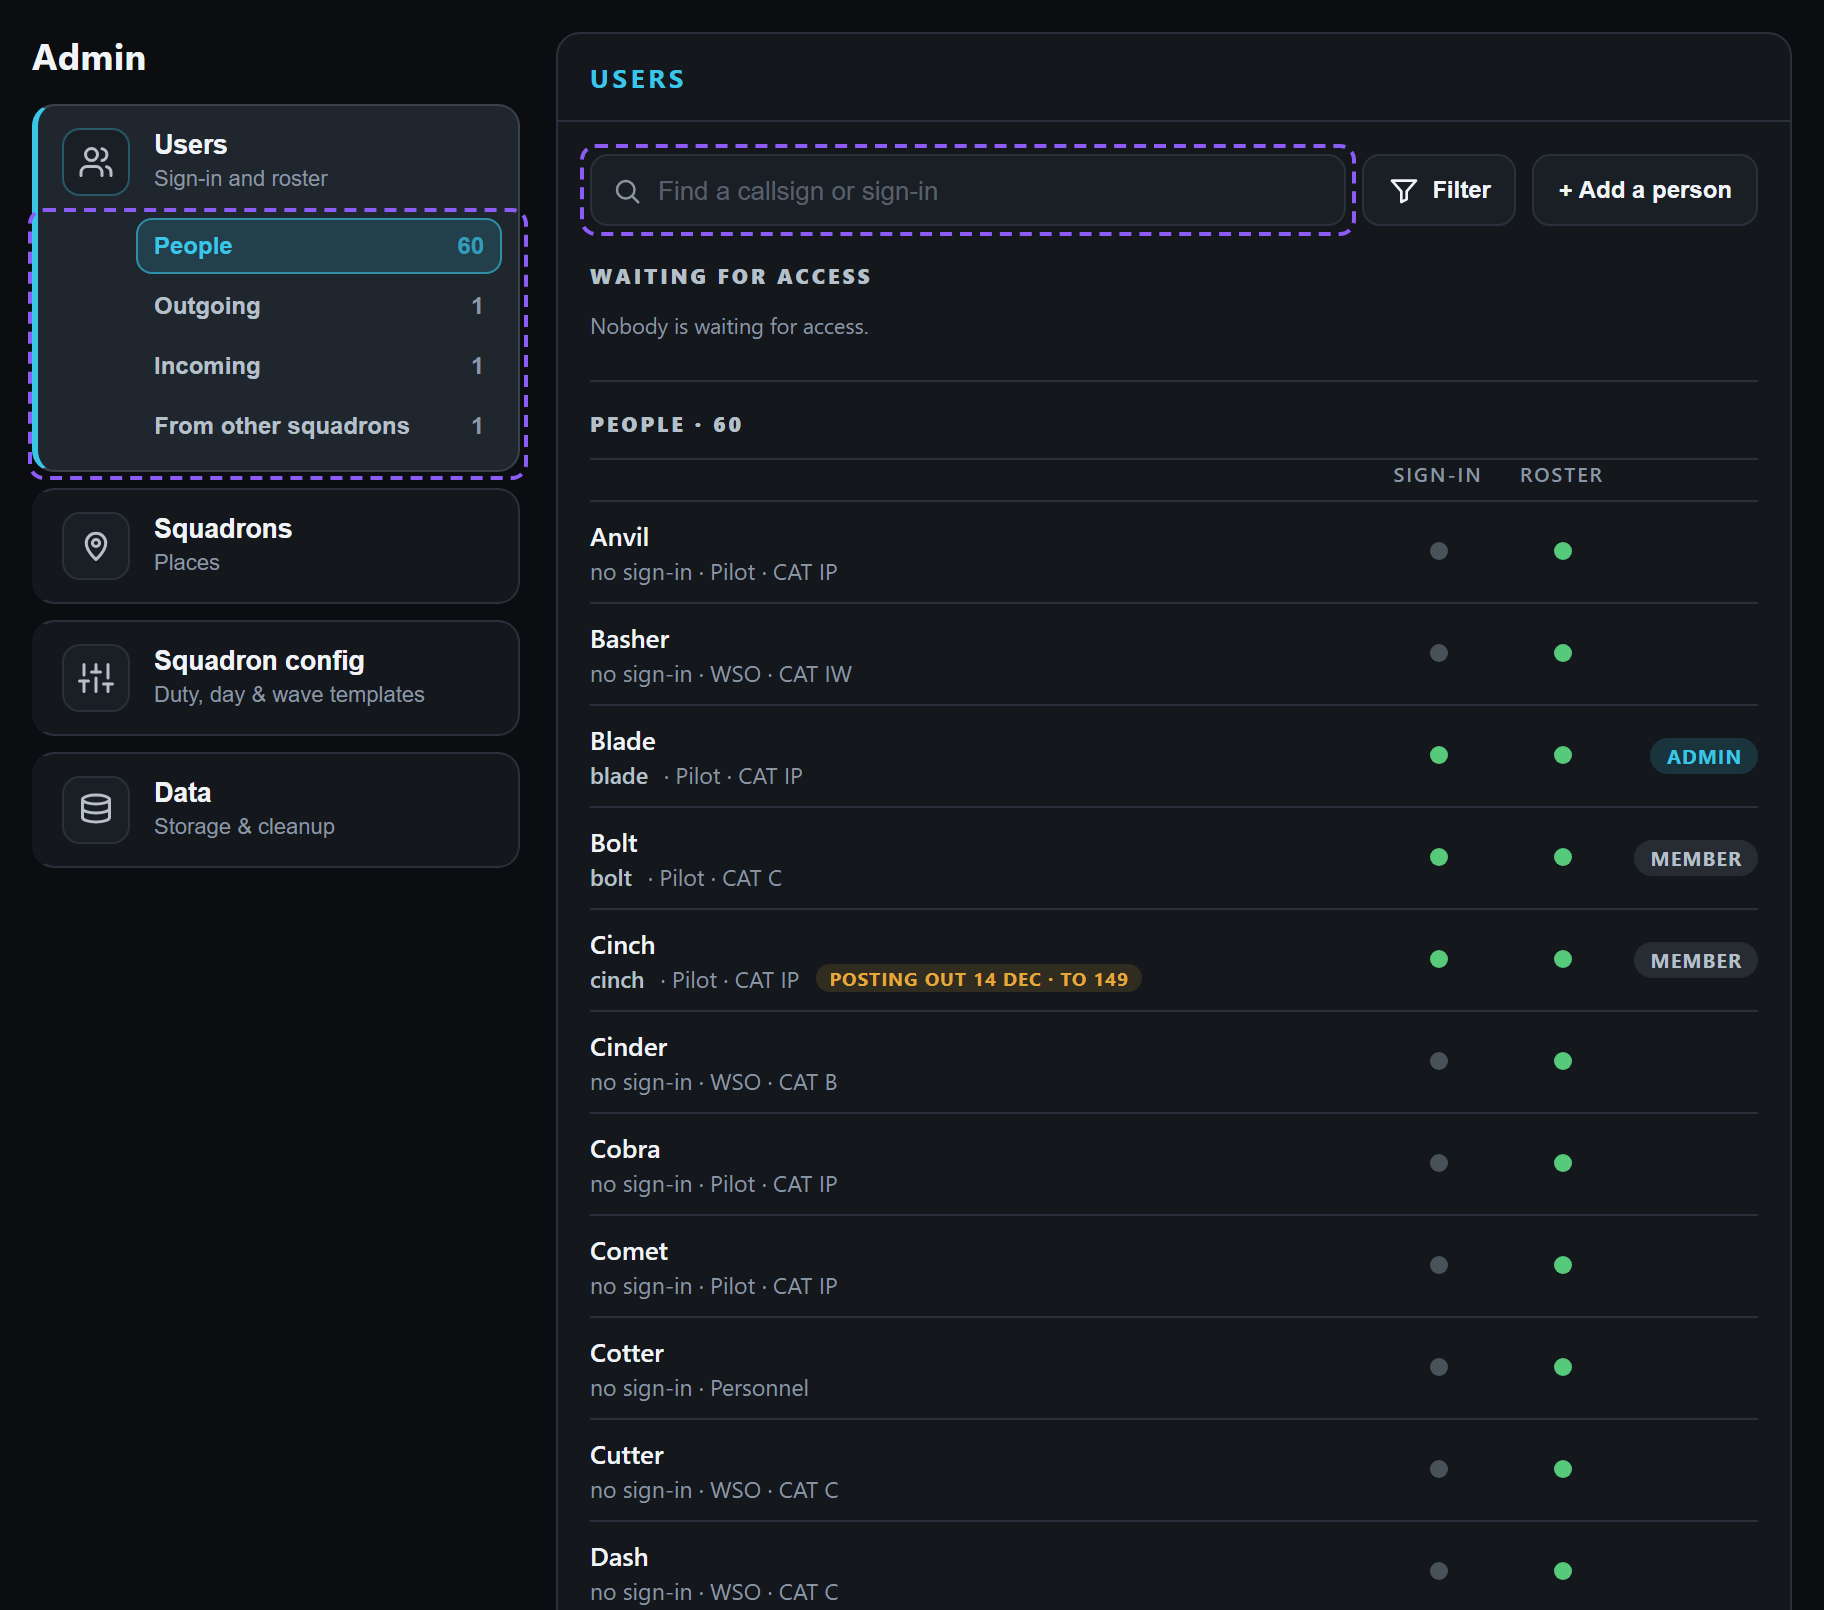 Admin
Users
Sign-in and roster
People 60
Outgoing 1
Incoming 1
From other squadrons 1
Squadrons
Places
Squadron config
Duty, day & wave templates
Data
Storage & cleanup
USERS
Find a callsign or sign-in
Filter
+ Add a person
WAITING FOR ACCESS
Nobody is waiting for access.
PEOPLE · 60
SIGN-IN ROSTER
Anvil
no sign-in · Pilot · CAT IP
Basher
no sign-in · WSO · CAT IW
Blade
blade · Pilot · CAT IP
ADMIN
Bolt
bolt · Pilot · CAT C
MEMBER
Cinch
cinch · Pilot · CAT IP POSTING OUT 14 DEC · TO 149
MEMBER
Cinder
no sign-in · WSO · CAT B
Cobra
no sign-in · Pilot · CAT IP
Comet
no sign-in · Pilot · CAT IP
Cotter
no sign-in · Personnel
Cutter
no sign-in · WSO · CAT C
Dash
no sign-in · WSO · CAT C